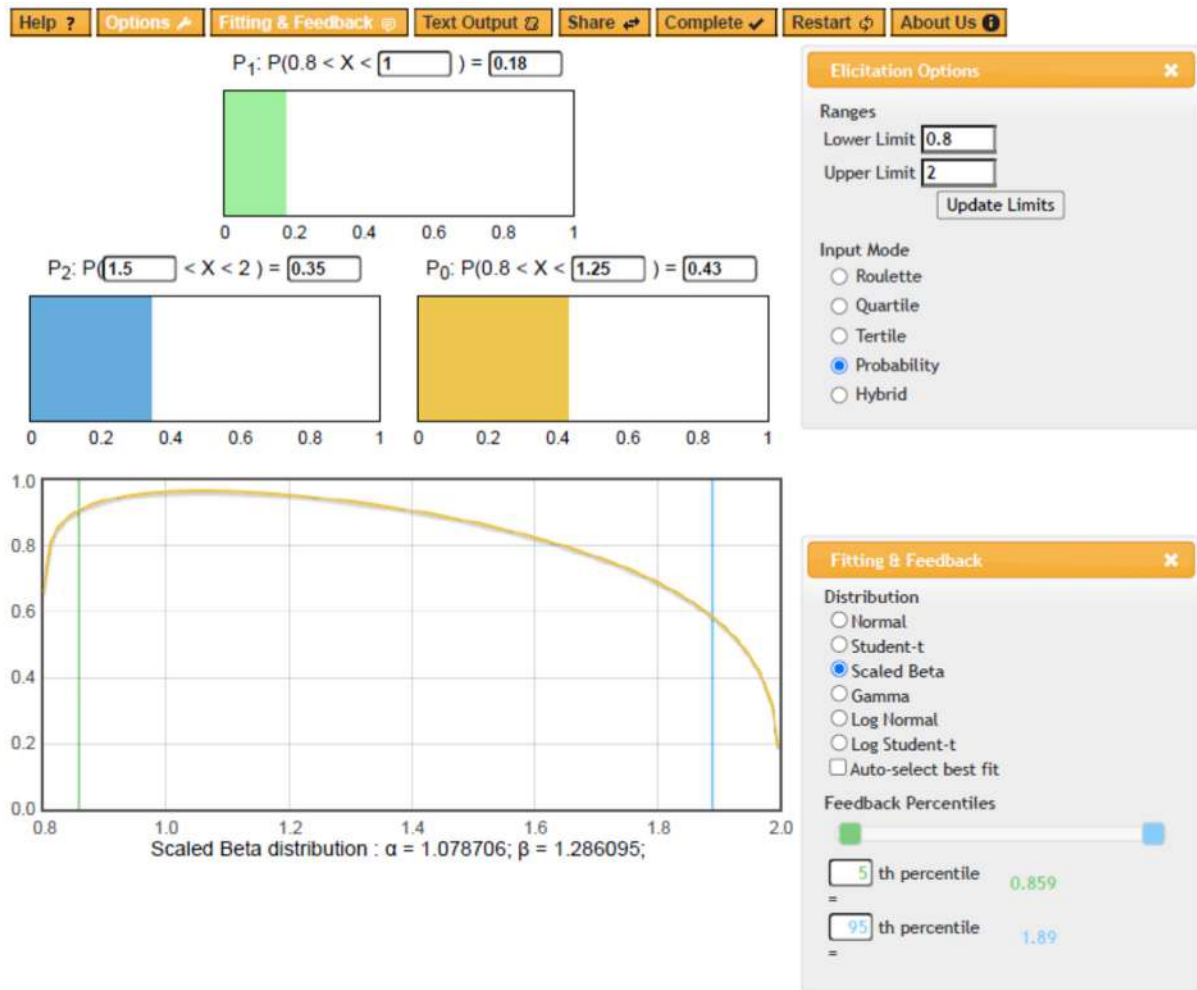 Help ? Options Fitting & Feedback Text Output Share Complete Restart About Us
P1: P(0.8 < X < 1 ) = 0.18
0 0.2 0.4 0.6 0.8 1
P2: P(1.5 < X < 2 ) = 0.35
P0: P(0.8 < X < 1.25 ) = 0.43
0 0.2 0.4 0.6 0.8 1
0 0.2 0.4 0.6 0.8 1
1.0
0.8
0.6
0.4
0.2
0.0
0.8 1.0 1.2 1.4 1.6 1.8 2.0
Scaled Beta distribution : α = 1.078706; β = 1.286095;
Elicitation Options
Ranges
Lower Limit 0.8
Upper Limit 2
Update Limits
Input Mode
Roulette
Quartile
Tertile
Probability
Hybrid
Fitting & Feedback
Distribution
Normal
Student-t
Scaled Beta
Gamma
Log Normal
Log Student-t
Auto-select best fit
Feedback Percentiles
5 th percentile 0.859
=
95 th percentile 1.89
=